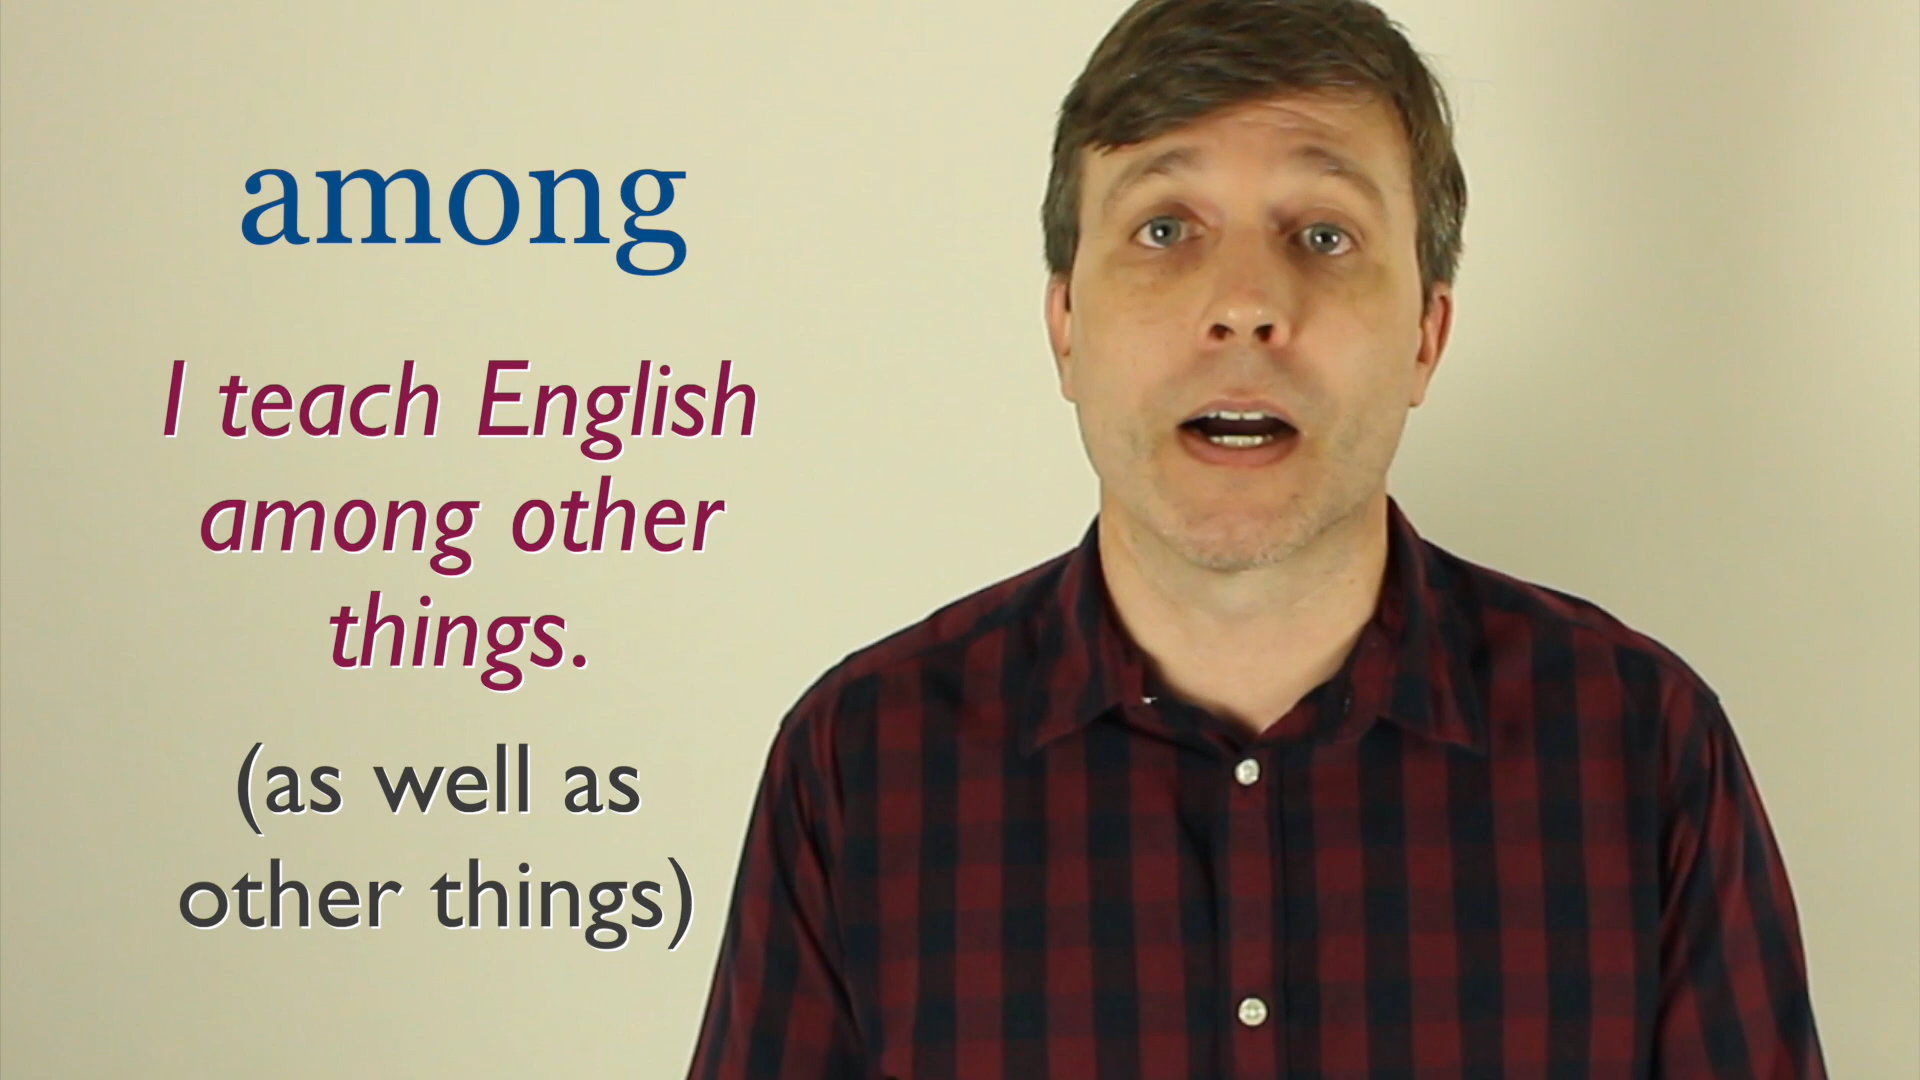 among
I teach English
among other
things.
(as well as
other things)